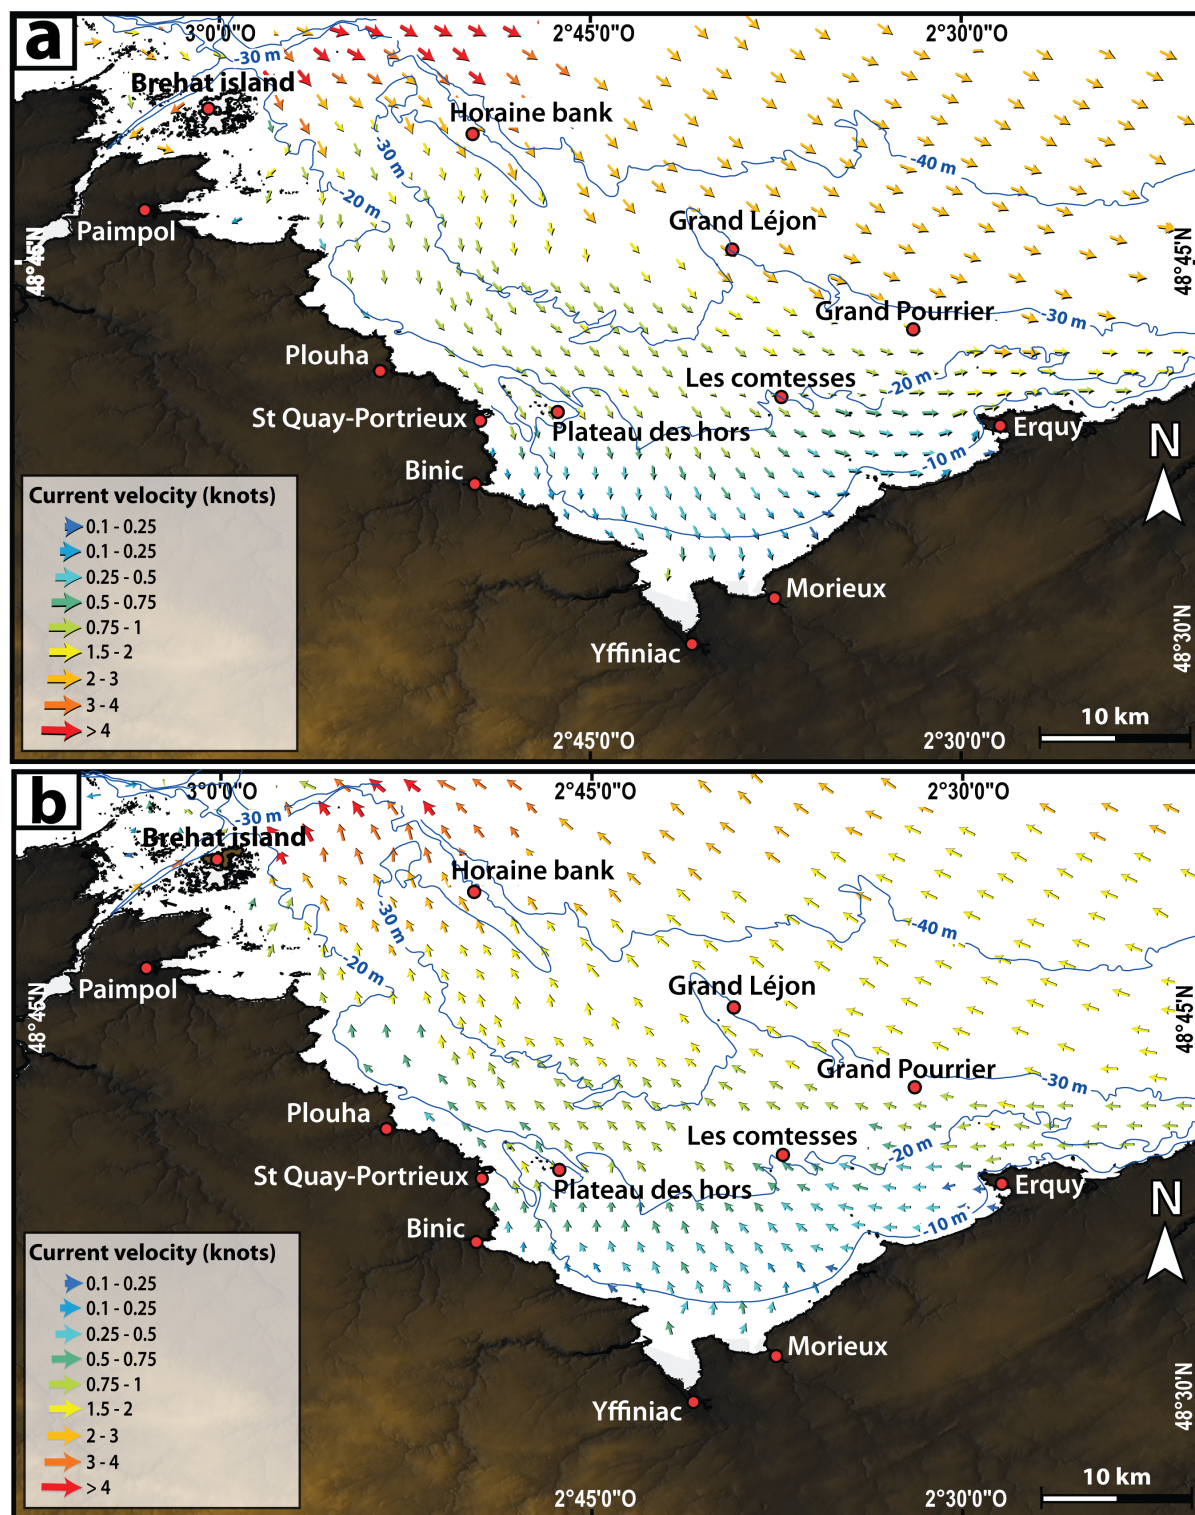 a
3°0'0"O
2°45'0"O
2°30'0"O
-30 m
Brehat island
Horaine bank
-30 m
-40 m
-20 m
Paimpol
Grand Léjon
48°45'N
48°45'N
Grand Pourrier
-30 m
Plouha
Les comtesses
-20 m
St Quay-Portrieux
Plateau des hors
Erquy
N
Binic
-10 m
Current velocity (knots)
0.1 - 0.25
0.1 - 0.25
0.25 - 0.5
0.5 - 0.75
0.75 - 1
1.5 - 2
2 - 3
3 - 4
> 4
Morieux
Yffiniac
48°30'N
2°45'0"O
2°30'0"O
10 km
b
3°0'0"O
2°45'0"O
2°30'0"O
-30 m
Brehat island
Horaine bank
-30 m
-40 m
-20 m
Paimpol
Grand Léjon
48°45'N
48°45'N
Grand Pourrier
-30 m
Plouha
Les comtesses
-20 m
St Quay-Portrieux
Plateau des hors
Erquy
N
Binic
-10 m
Current velocity (knots)
0.1 - 0.25
0.1 - 0.25
0.25 - 0.5
0.5 - 0.75
0.75 - 1
1.5 - 2
2 - 3
3 - 4
> 4
Morieux
Yffiniac
48°30'N
2°45'0"O
2°30'0"O
10 km